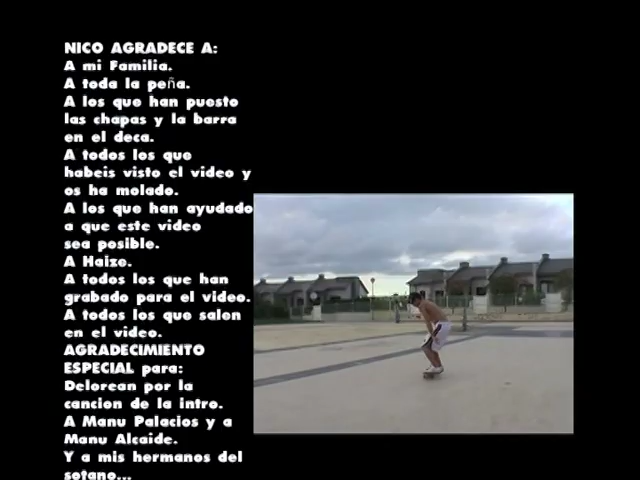 NICO AGRADECE A:
A mi Familia.
A toda la peña.
A los que han puesto
las chapas y la barra
en el deca.
A todos los que
habeis visto el video y
os ha molado.
A los que han ayudado
a que este video
sea posible.
A Haizo.
A todos los que han
grabado para el video.
A todos los que salen
en el video.
AGRADECIMIENTO
ESPECIAL para:
Delorean por la
cancion de la intro.
A Manu Palacios y a
Manu Alcaide.
Y a mis hermanos del
sotano...